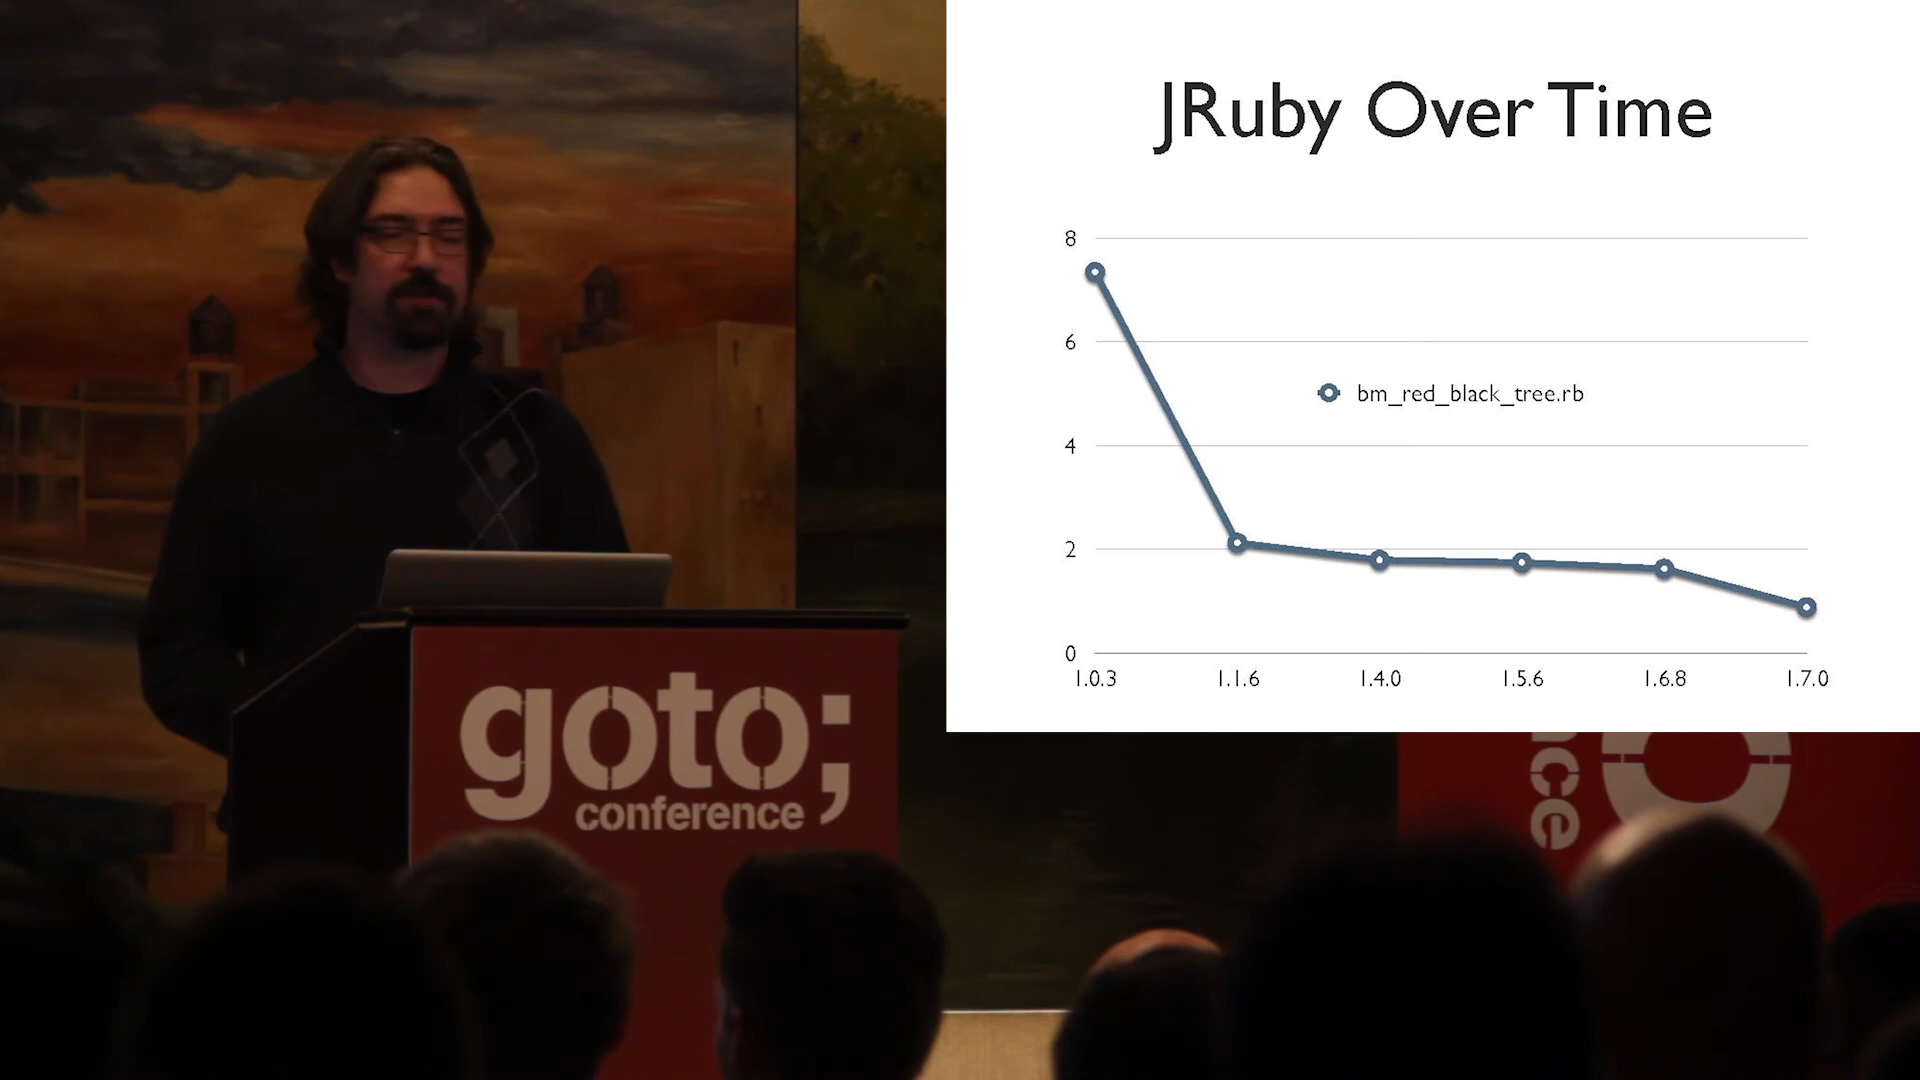 JRuby Over Time
8
6
bm_red_black_tree.rb
4
2
0
1.0.3 1.1.6 1.4.0 1.5.6 1.6.8 1.7.0
goto;
conference